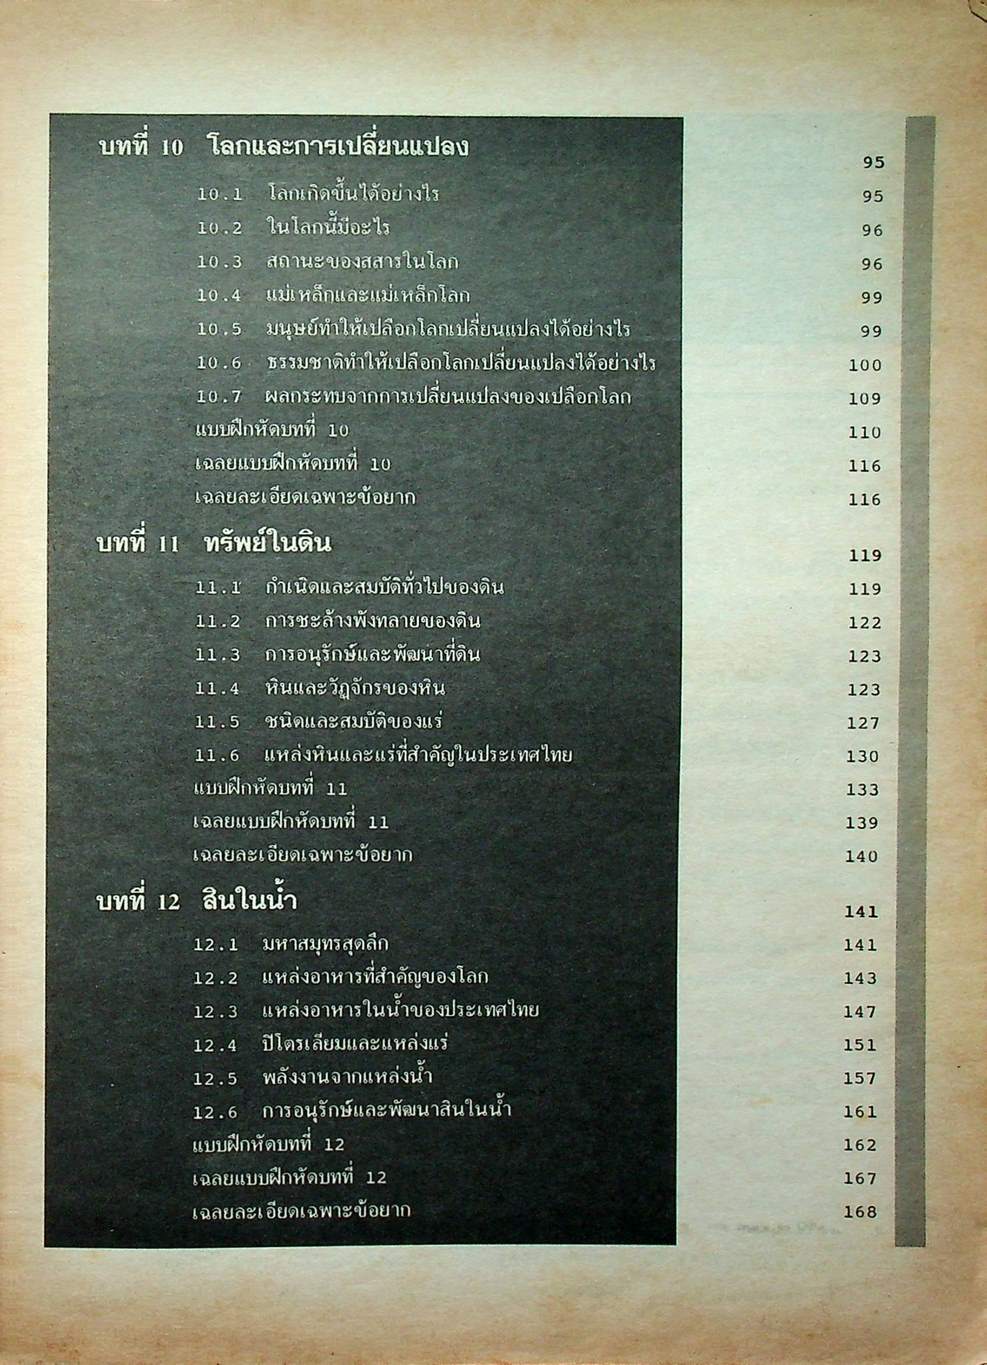 บทที่ 10 โลกและการเปลี่ยนแปลง 95
10.1 โลกเกิดขึ้นได้อย่างไร 95
10.2 ในโลกนี้มีอะไร 96
10.3 สถานะของสสารในโลก 96
10.4 แม่เหล็กและแม่เหล็กโลก 99
10.5 มนุษย์ทำให้เปลือกโลกเปลี่ยนแปลงได้อย่างไร 99
10.6 ธรรมชาติทำให้เปลือกโลกเปลี่ยนแปลงได้อย่างไร 100
10.7 ผลกระทบจากการเปลี่ยนแปลงของเปลือกโลก 109
แบบฝึกหัดบทที่ 10 110
เฉลยแบบฝึกหัดบทที่ 10 116
เฉลยละเอียดเฉพาะข้อยาก 116
บทที่ 11 ทรัพย์ในดิน 119
11.1 กำเนิดและสมบัติทั่วไปของดิน 119
11.2 การชะล้างพังทลายของดิน 122
11.3 การอนุรักษ์และพัฒนาที่ดิน 123
11.4 หินและวัฏจักรของหิน 123
11.5 ชนิดและสมบัติของแร่ 127
11.6 แหล่งหินและแร่ที่สำคัญในประเทศไทย 130
แบบฝึกหัดบทที่ 11 133
เฉลยแบบฝึกหัดบทที่ 11 139
เฉลยละเอียดเฉพาะข้อยาก 140
บทที่ 12 สินในน้ำ 141
12.1 มหาสมุทรสุดลึก 141
12.2 แหล่งอาหารที่สำคัญของโลก 143
12.3 แหล่งอาหารในน้ำของประเทศไทย 147
12.4 ปิโตรเลียมและแหล่งแร่ 151
12.5 พลังงานจากแหล่งน้ำ 157
12.6 การอนุรักษ์และพัฒนาสินในน้ำ 161
แบบฝึกหัดบทที่ 12 162
เฉลยแบบฝึกหัดบทที่ 12 167
เฉลยละเอียดเฉพาะข้อยาก 168